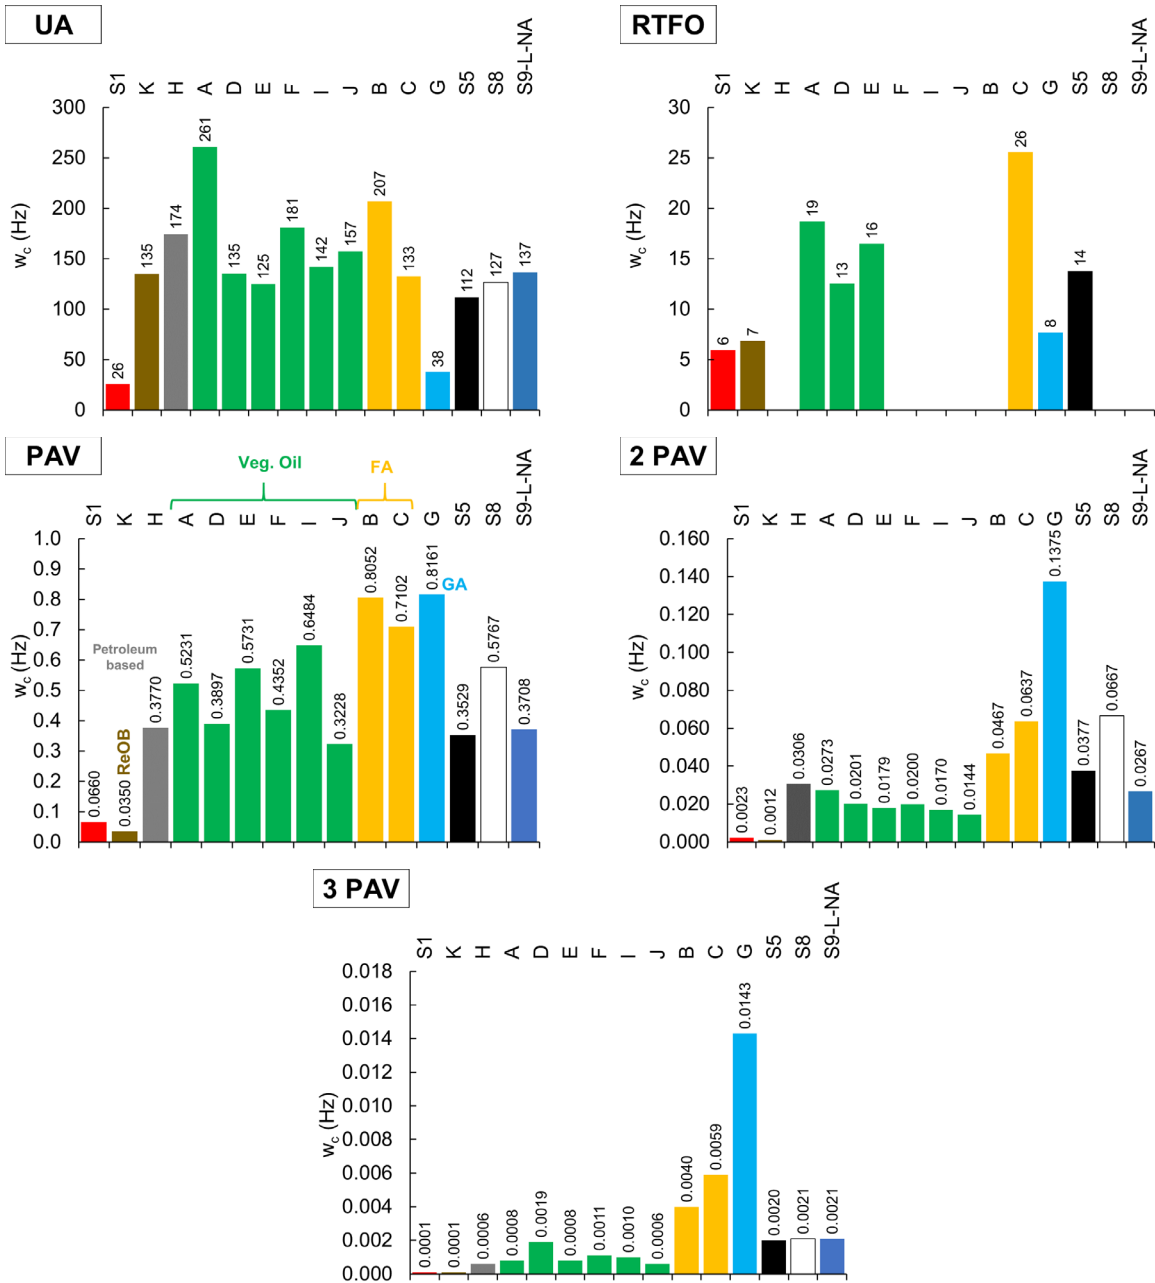 UA
S1 K H A D E F I J B C G S5 S8 S9-L-NA
300
250
200
150
100
50
0
w_c (Hz)
26 135 174 261 135 125 181 142 157 207 133 38 112 127 137
RTFO
S1 K H A D E F I J B C G S5 S8 S9-L-NA
30
25
20
15
10
5
0
w_c (Hz)
6 7 19 13 16 26 8 14
PAV
Veg. Oil
FA
S1 K H A D E F I J B C G S5 S8 S9-L-NA
1.0
0.9
0.8
0.7
0.6
0.5
0.4
0.3
0.2
0.1
0.0
w_c (Hz)
Petroleum
based
ReOB
GA
0.0660 0.0350 0.3770 0.5231 0.3897 0.5731 0.4352 0.6484 0.3228 0.8052 0.7102 0.8161 0.3529 0.5767 0.3708
2 PAV
S1 K H A D E F I J B C G S5 S8 S9-L-NA
0.160
0.140
0.120
0.100
0.080
0.060
0.040
0.020
0.000
w_c (Hz)
0.0023 0.0012 0.0306 0.0273 0.0201 0.0179 0.0200 0.0170 0.0144 0.0467 0.0637 0.1375 0.0377 0.0667 0.0267
3 PAV
S1 K H A D E F I J B C G S5 S8 S9-L-NA
0.018
0.016
0.014
0.012
0.010
0.008
0.006
0.004
0.002
0.000
w_c (Hz)
0.0001 0.0001 0.0006 0.0008 0.0019 0.0008 0.0011 0.0010 0.0006 0.0040 0.0059 0.0143 0.0020 0.0021 0.0021